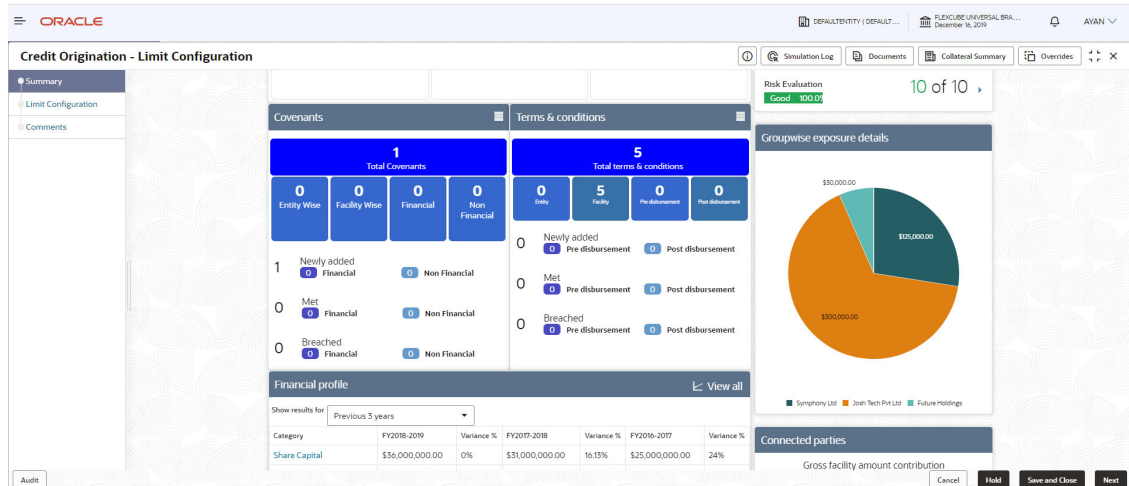 ORACLE
DEFAULTENTITY ( DEFAULT...
FLEXCUBE UNIVERSAL BRA...
December 16, 2019
AYAN
Credit Origination - Limit Configuration
Simulation Log
Documents
Collateral Summary
Overrides
Summary
Limit Configuration
Comments
Risk Evaluation
Good 100.0%
10 of 10
Covenants
1
Total Covenants
0
Entity Wise
0
Facility Wise
0
Financial
0
Non
Financial
1 Newly added
0 Financial 0 Non Financial
0 Met
0 Financial 0 Non Financial
0 Breached
0 Financial 0 Non Financial
Terms & conditions
5
Total terms & conditions
0
Entity
5
Facility
0
Pre disbursement
0
Post disbursement
0 Newly added
0 Pre disbursement 0 Post disbursement
0 Met
0 Pre disbursement 0 Post disbursement
0 Breached
0 Pre disbursement 0 Post disbursement
Groupwise exposure details
$30,000.00
$125,000.00
$300,000.00
Symphony Ltd Josh Tech Pvt Ltd Future Holdings
Financial profile
View all
Show results for Previous 3 years
Category FY2018-2019 Variance % FY2017-2018 Variance % FY2016-2017 Variance %
Share Capital $36,000,000.00 0% $31,000,000.00 16.13% $25,000,000.00 24%
Connected parties
Gross facility amount contribution
Audit
Cancel
Hold
Save and Close
Next